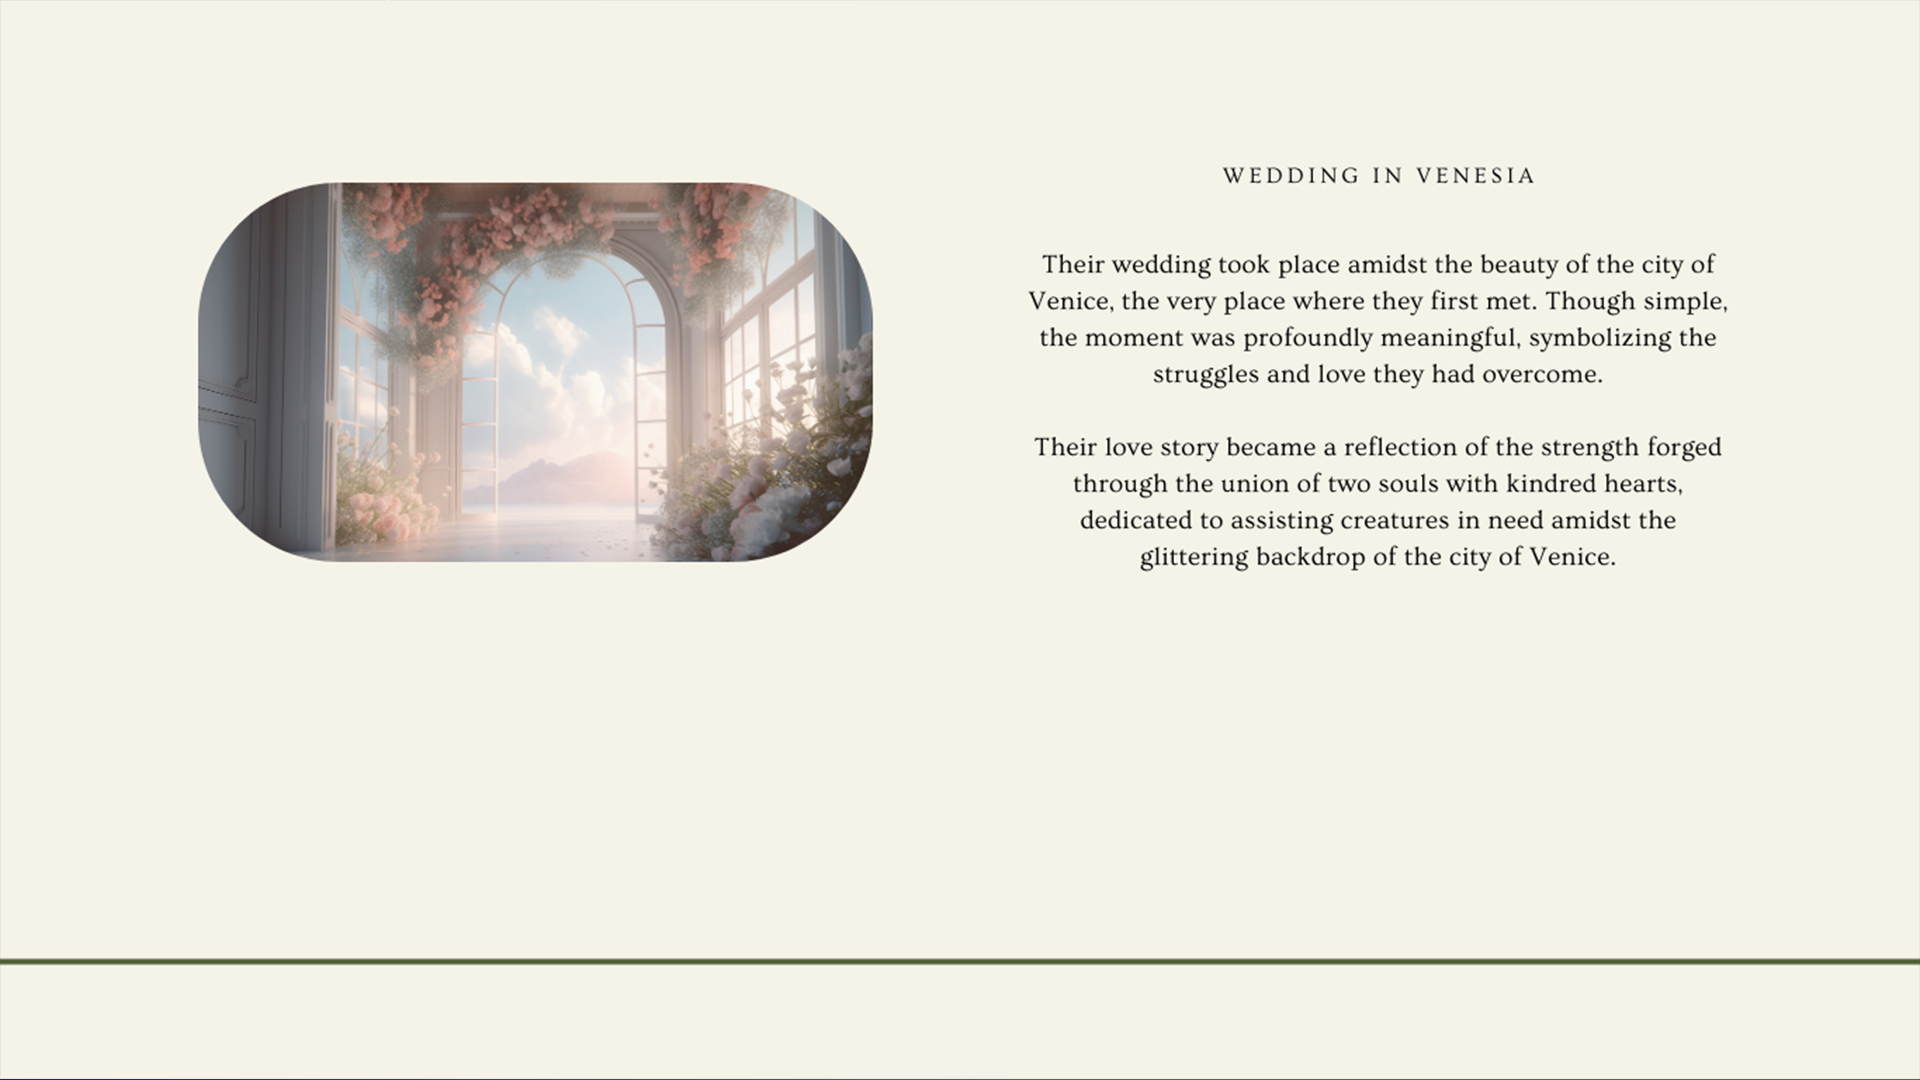 WEDDING IN VENESIA
Their wedding took place amidst the beauty of the city of
Venice, the very place where they first met. Though simple,
the moment was profoundly meaningful, symbolizing the
struggles and love they had overcome.
Their love story became a reflection of the strength forged
through the union of two souls with kindred hearts,
dedicated to assisting creatures in need amidst the
glittering backdrop of the city of Venice.